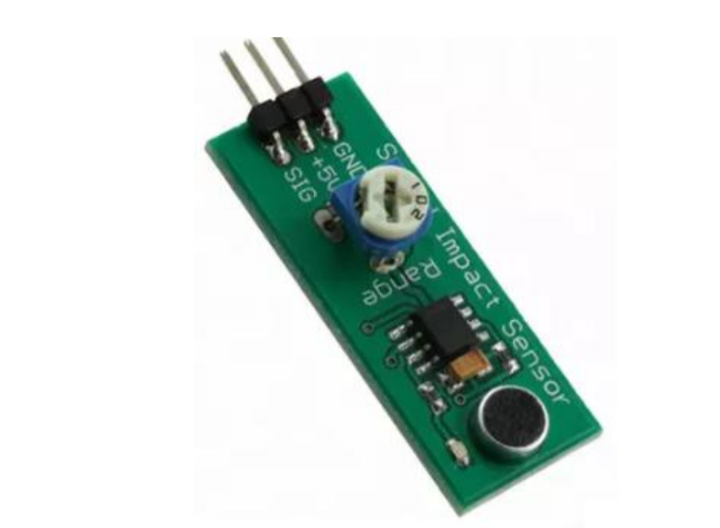 GND
+5V
SIG
102
Impact Sensor
Range